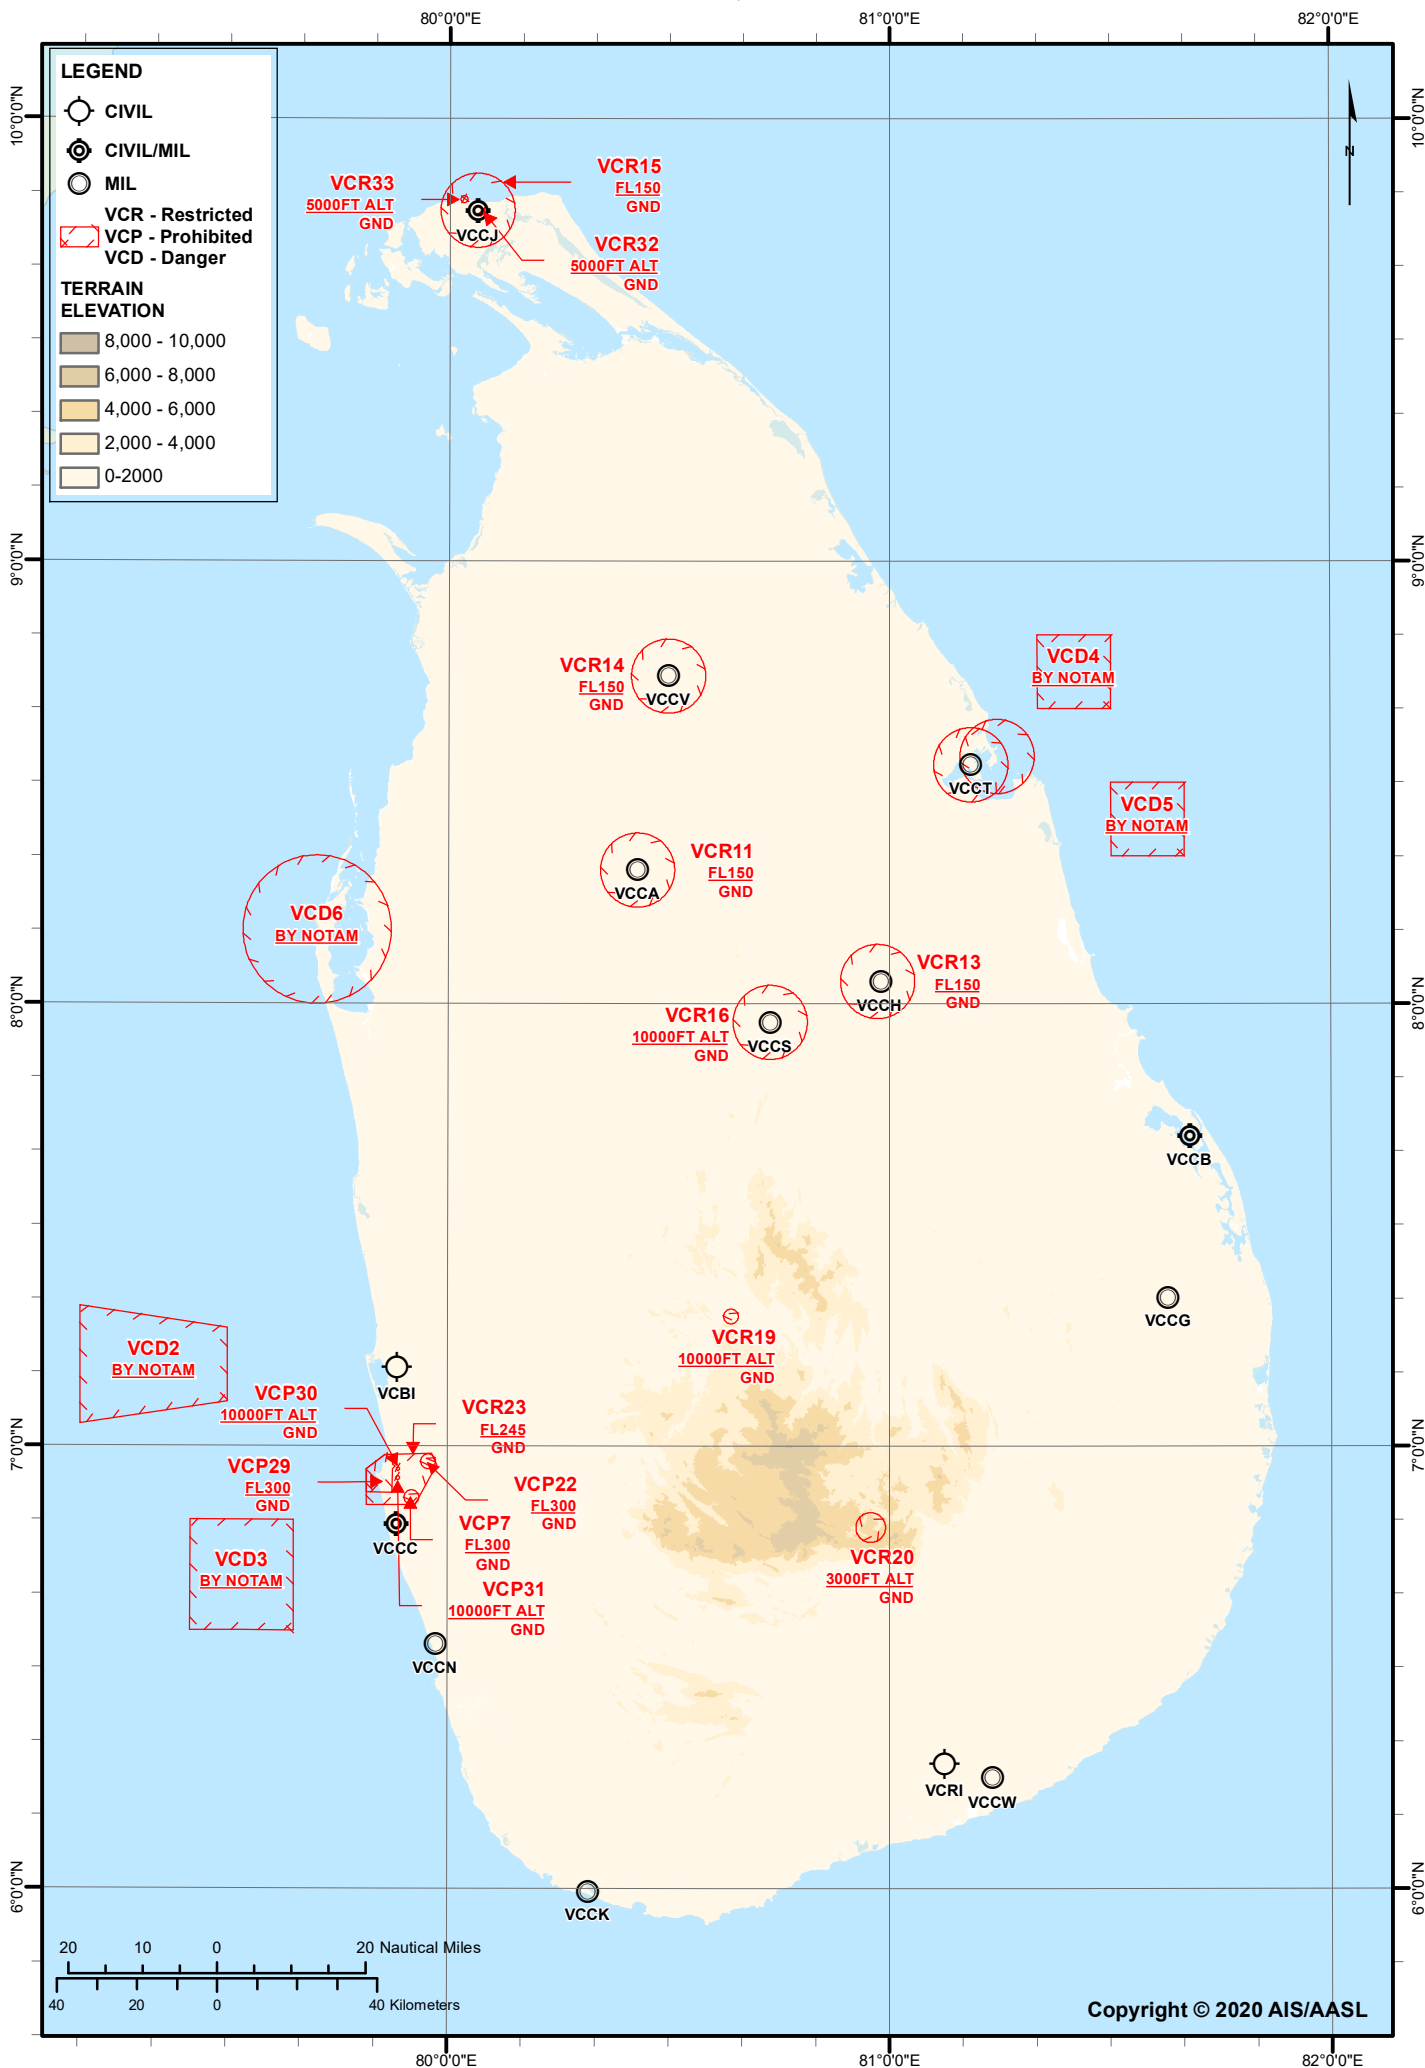 80°0'0"E
81°0'0"E
82°0'0"E
LEGEND
CIVIL
CIVIL/MIL
MIL
VCR - Restricted
VCP - Prohibited
VCD - Danger
TERRAIN
ELEVATION
8,000 - 10,000
6,000 - 8,000
4,000 - 6,000
2,000 - 4,000
0-2000
10°0'0"N
10°0'0"N
N
VCR33
5000FT ALT
GND
VCR15
FL150
GND
VCCJ
VCR32
5000FT ALT
GND
9°0'0"N
9°0'0"N
VCR14
FL150
GND
VCCV
VCD4
BY NOTAM
VCCT
VCD5
BY NOTAM
VCR11
FL150
GND
VCCA
VCD6
BY NOTAM
VCR13
FL150
GND
VCCH
8°0'0"N
8°0'0"N
VCR16
10000FT ALT
GND
VCCS
VCCB
VCCG
VCR19
10000FT ALT
GND
VCD2
BY NOTAM
VCBI
VCP30
10000FT ALT
GND
VCR23
FL245
GND
7°0'0"N
7°0'0"N
VCP29
FL300
GND
VCP22
FL300
GND
VCP7
FL300
GND
VCCC
VCD3
BY NOTAM
VCR20
3000FT ALT
GND
VCP31
10000FT ALT
GND
VCCN
VCRI
VCCW
6°0'0"N
6°0'0"N
VCCK
20 10 0 20 Nautical Miles
40 20 0 40 Kilometers
Copyright © 2020 AIS/AASL
80°0'0"E
81°0'0"E
82°0'0"E